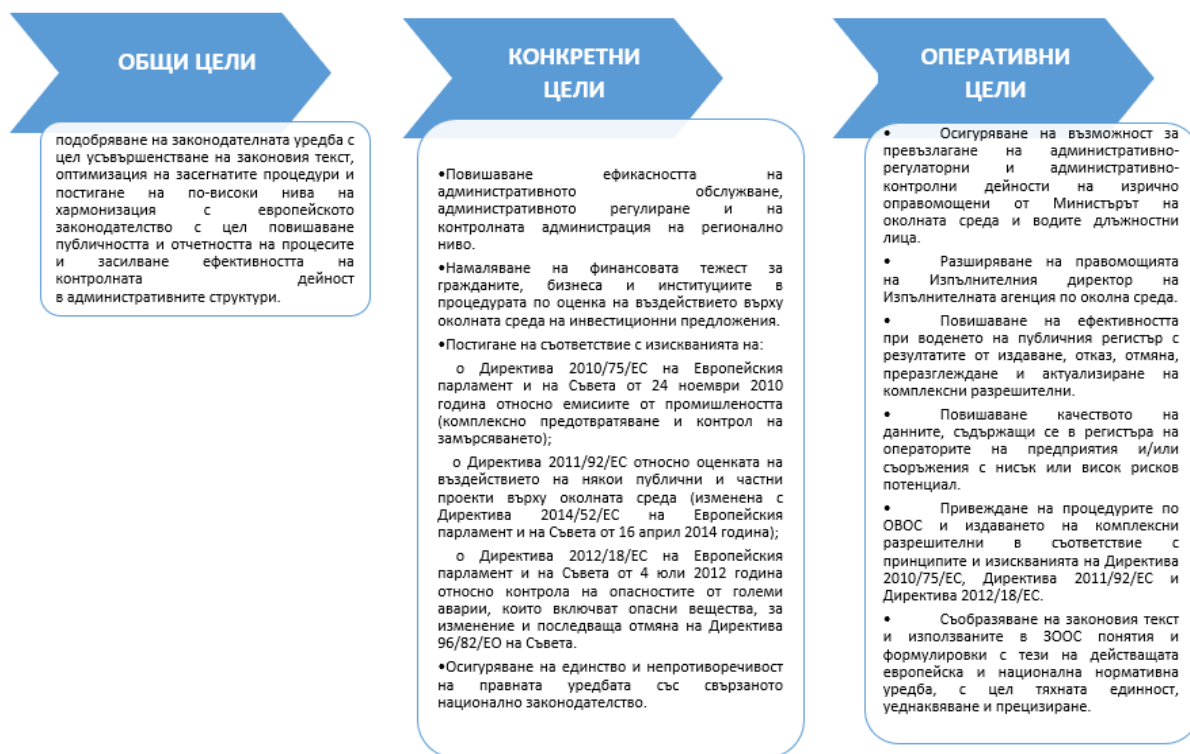 ОБЩИ ЦЕЛИ
подобряване на законодателната уредба с
цел усъвършенстване на законовия текст,
оптимизация на засегнатите процедури и
постигане на по-високи нива на
хармонизация с европейското
законодателство с цел повишаване
публичността и отчетността на процесите
и засилване ефективността на
контролната дейност
в административните структури.
КОНКРЕТНИ
ЦЕЛИ
•Повишаване ефикасността на
административното обслужване,
административното регулиране и на
контролната администрация на регионално
ниво.
•Намаляване на финансовата тежест за
гражданите, бизнеса и институциите в
процедурата по оценка на въздействието върху
околната среда на инвестиционни предложения.
•Постигане на съответствие с изискванията на:
o Директива 2010/75/ЕС на Европейския
парламент и на Съвета от 24 ноември 2010
година относно емисиите от промишлеността
(комплексно предотвратяване и контрол на
замърсяването);
o Директива 2011/92/ЕС относно оценката на
въздействието на някои публични и частни
проекти върху околната среда (изменена с
Директива 2014/52/ЕС на Европейския
парламент и на Съвета от 16 април 2014 година);
o Директива 2012/18/ЕС на Европейския
парламент и на Съвета от 4 юли 2012 година
относно контрола на опасностите от големи
аварии, които включват опасни вещества, за
изменение и последваща отмяна на Директива
96/82/ЕО на Съвета.
•Осигуряване на единство и непротиворечивост
на правната уредбата със свързаното
национално законодателство.
ОПЕРАТИВНИ
ЦЕЛИ
• Осигуряване на възможност за
превъзлагане на административно-
регулаторни и административно-
контролни дейности на изрично
оправомощени от Министърът на
околната среда и водите длъжностни
лица.
• Разширяване на правомощията
на Изпълнителния директор на
Изпълнителната агенция по околна среда.
• Повишаване на ефективността
при воденето на публичния регистър с
резултатите от издаване, отказ, отмяна,
преразглеждане и актуализиране на
комплексни разрешителни.
• Повишаване качеството на
данните, съдържащи се в регистъра на
операторите на предприятия и/или
съоръжения с нисък или висок рисков
потенциал.
• Привеждане на процедурите по
ОВОС и издаването на комплексни
разрешителни в съответствие с
принципите и изискванията на Директива
2010/75/ЕС, Директива 2011/92/ЕС и
Директива 2012/18/ЕС.
• Съобразяване на законовия текст
и използваните в ЗООС понятия и
формулировки с тези на действащата
европейска и национална нормативна
уредба, с цел тяхната единност,
уеднаквяване и прецизиране.